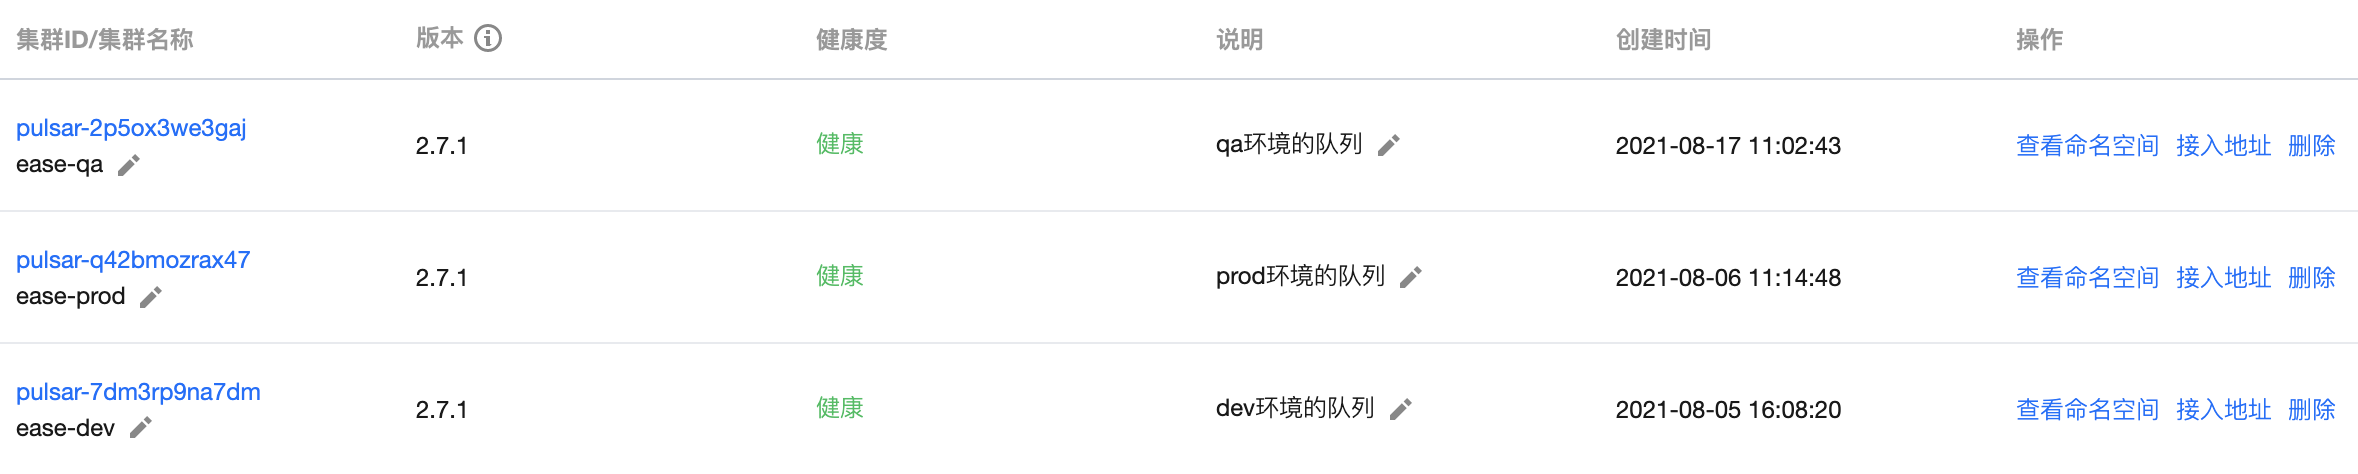 集群ID/集群名称 版本 健康度 说明 创建时间 操作
pulsar-2p5ox3we3gaj
ease-qa
2.7.1 健康 qa环境的队列 2021-08-17 11:02:43 查看命名空间 接入地址 删除
pulsar-q42bmozrax47
ease-prod
2.7.1 健康 prod环境的队列 2021-08-06 11:14:48 查看命名空间 接入地址 删除
pulsar-7dm3rp9na7dm
ease-dev
2.7.1 健康 dev环境的队列 2021-08-05 16:08:20 查看命名空间 接入地址 删除